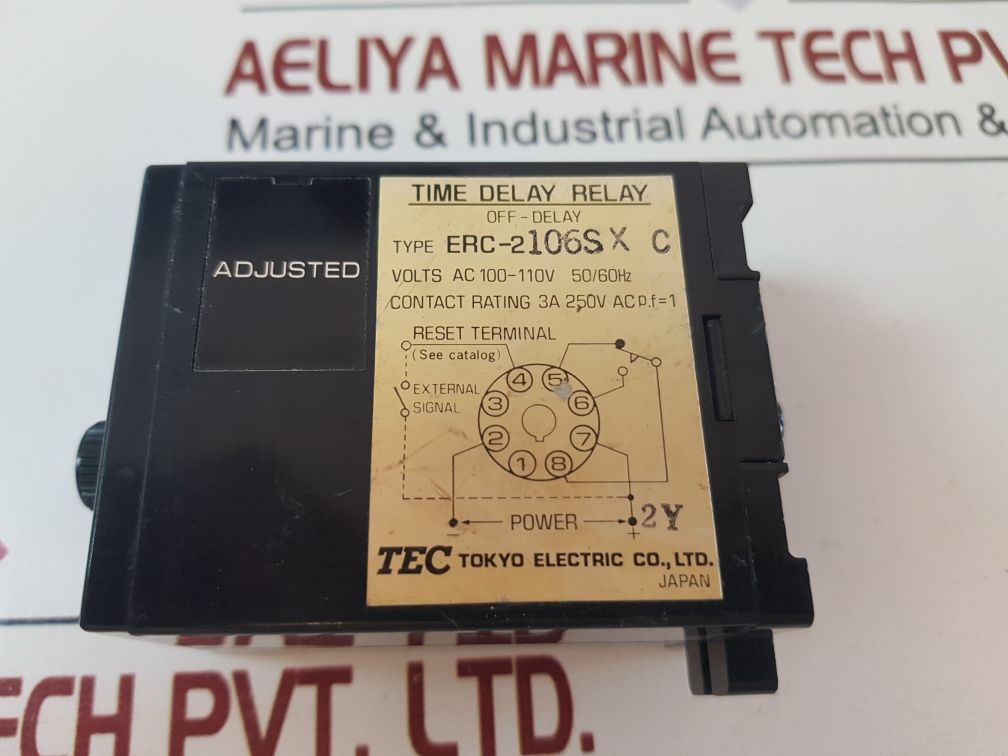 AELIYA MARINE TECH PV
Marine & Industrial Automation &
ADJUSTED
TIME DELAY RELAY
OFF-DELAY
TYPE ERC-2106SX C
VOLTS AC 100-110V 50/60Hz
CONTACT RATING 3A 250V AC p.f=1
RESET TERMINAL
(See catalog)
EXTERNAL
SIGNAL
4 5
3 6
2 7
1 8
POWER 2Y
- +
TEC TOKYO ELECTRIC CO., LTD.
JAPAN
ECH PVT. LTD.